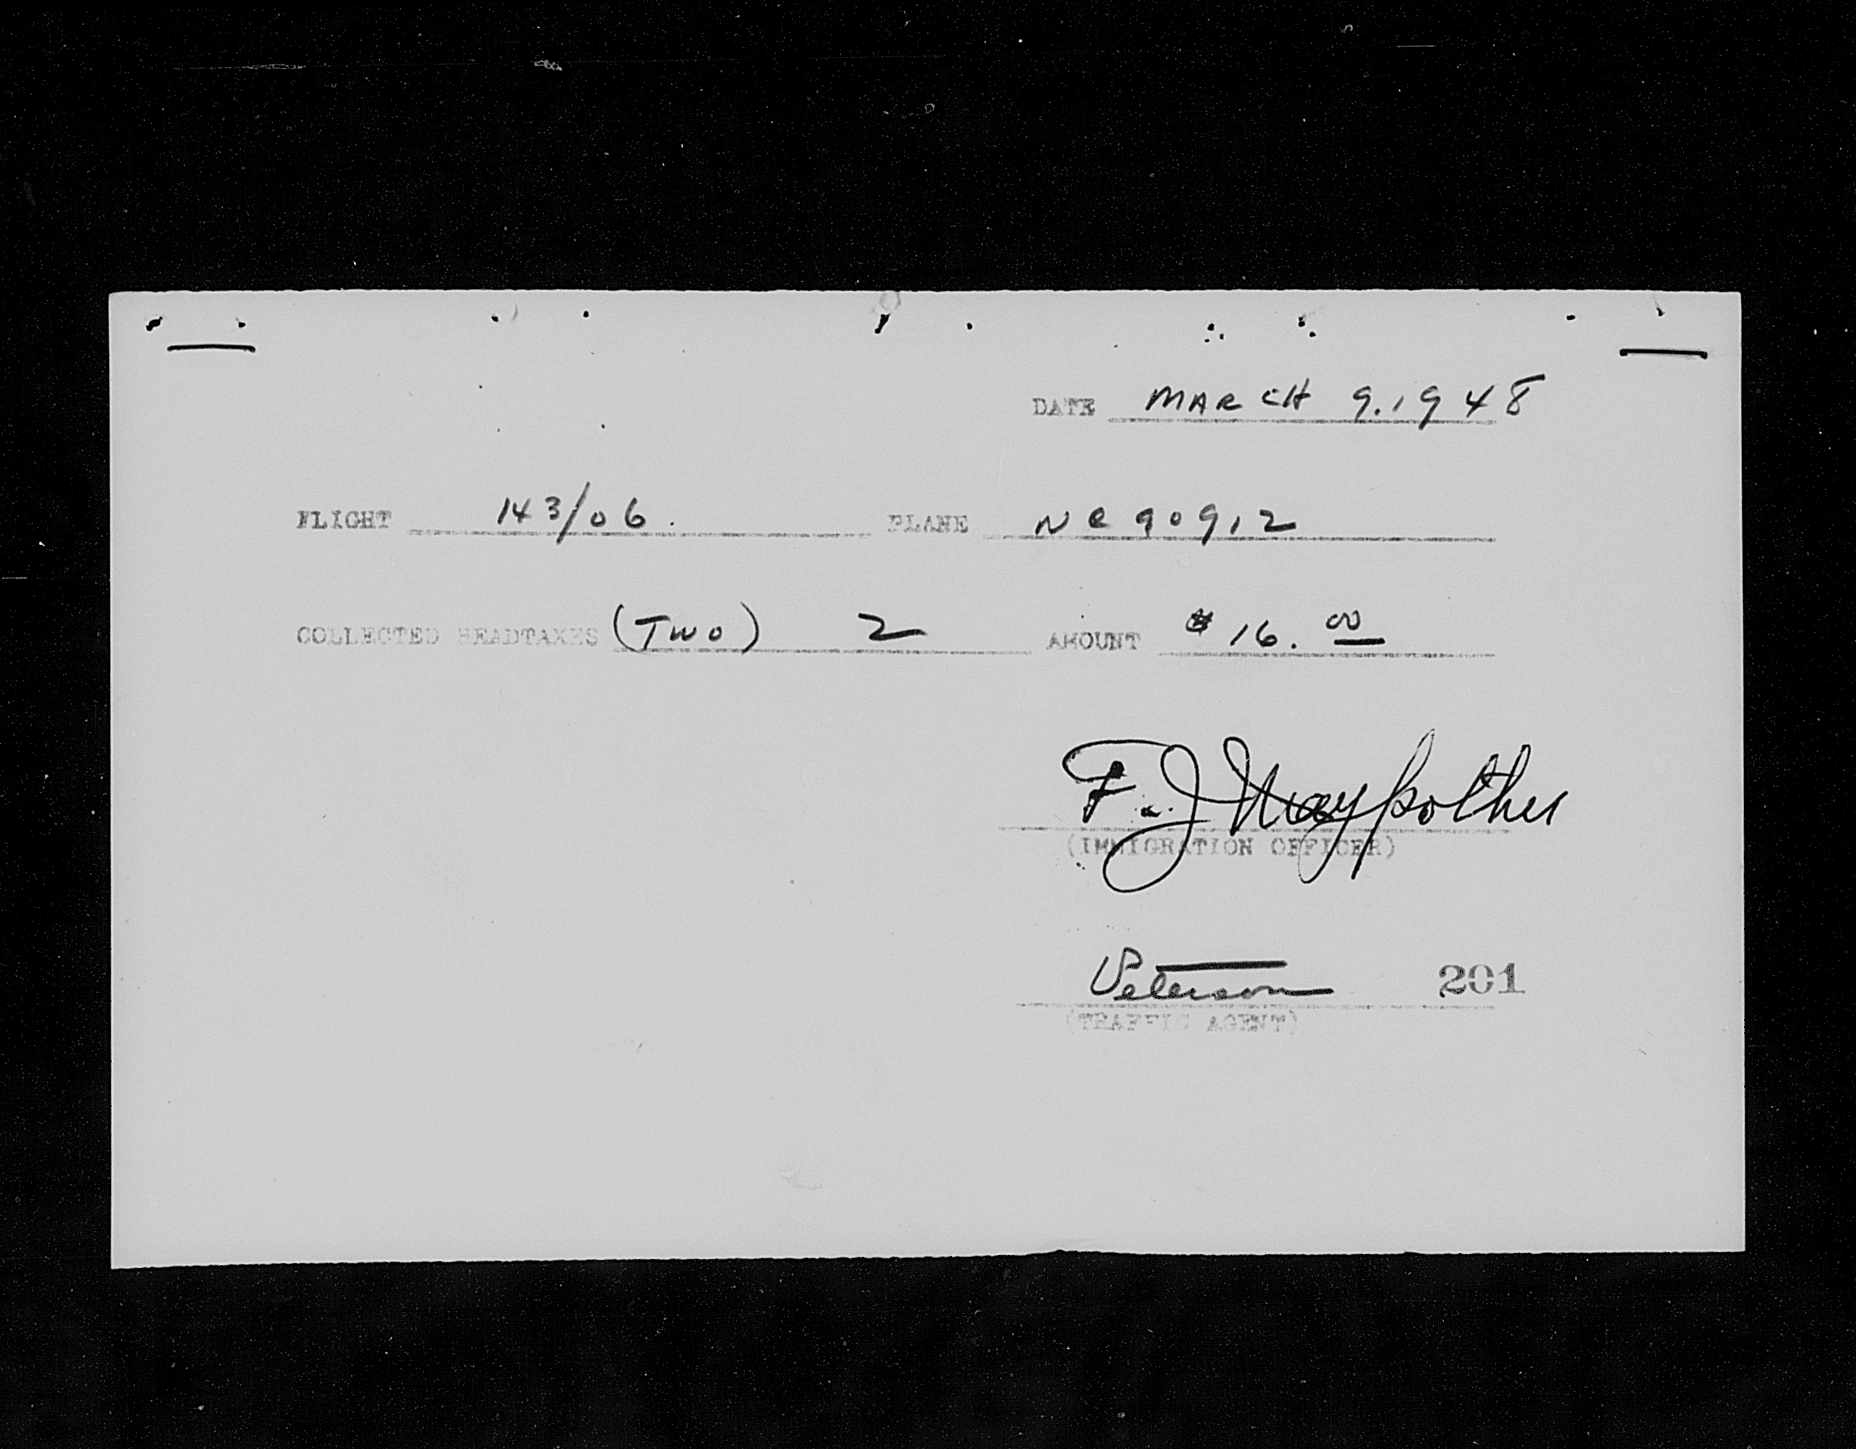 DATE MARCH 9. 1948
FLIGHT 143/06. PLANE NC 90912
COLLECTED HEADTAXES (TWO) 2 AMOUNT $16.00
F. J. Maypother
(IMMIGRATION OFFICER)
Peterson 201
(TRAFFIC AGENT)